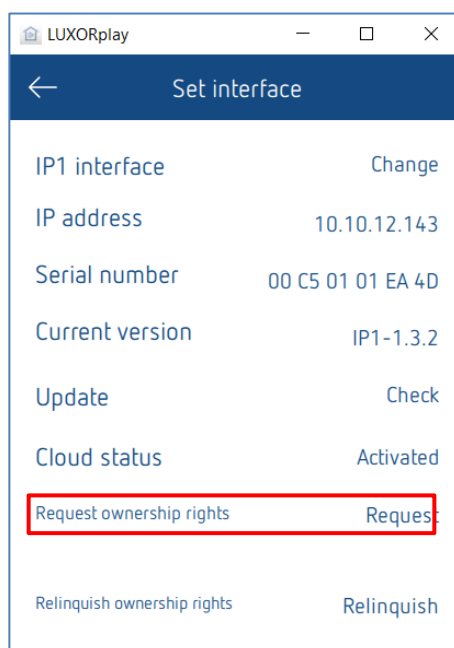 LUXORplay
Set interface
IP1 interface Change
IP address 10.10.12.143
Serial number 00 C5 01 01 EA 4D
Current version IP1-1.3.2
Update Check
Cloud status Activated
Request ownership rights Request
Relinquish ownership rights Relinquish